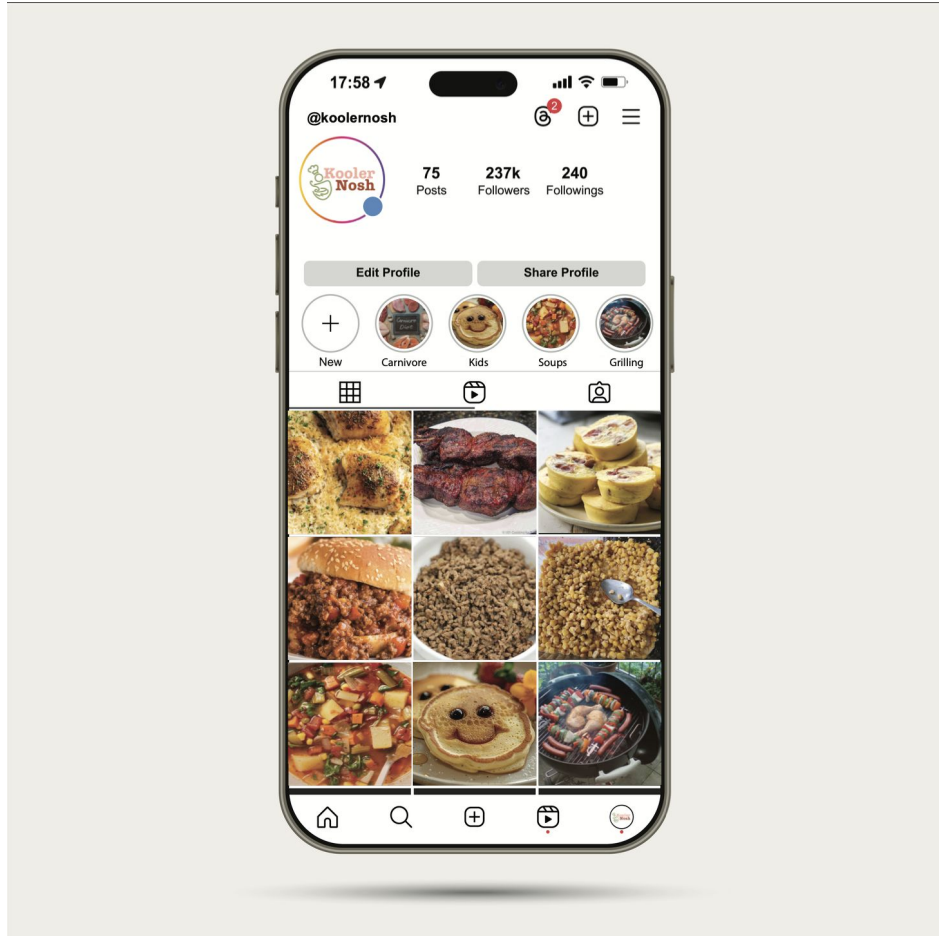 17:58
@koolernosh
2
Kooler
Nosh
75
Posts
237k
Followers
240
Followings
Edit Profile
Share Profile
New
Carnivore
Kids
Soups
Grilling